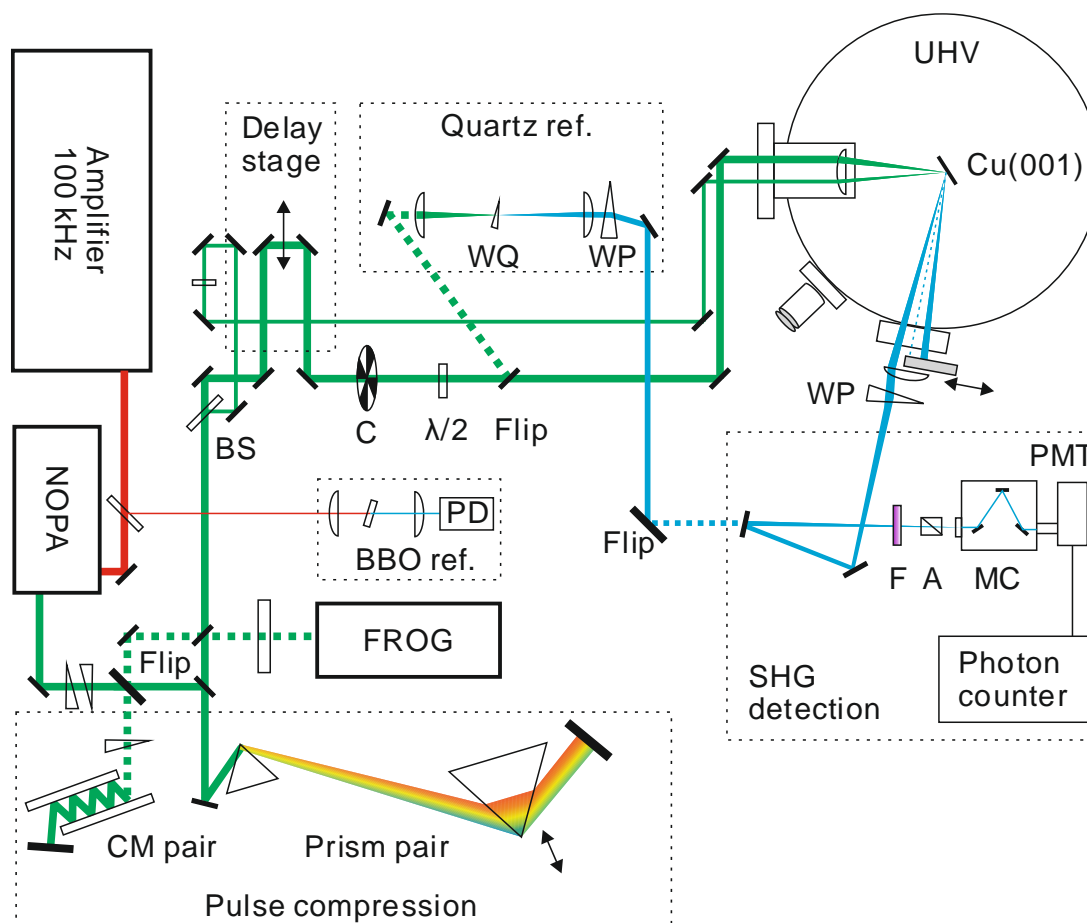 UHV
Amplifier
100 kHz
Delay
stage
Quartz ref.
Cu(001)
WQ
WP
WP
BS
C
λ/2
Flip
NOPA
PD
BBO ref.
Flip
PMT
F
A
MC
Flip
FROG
SHG
detection
Photon
counter
CM pair
Prism pair
Pulse compression